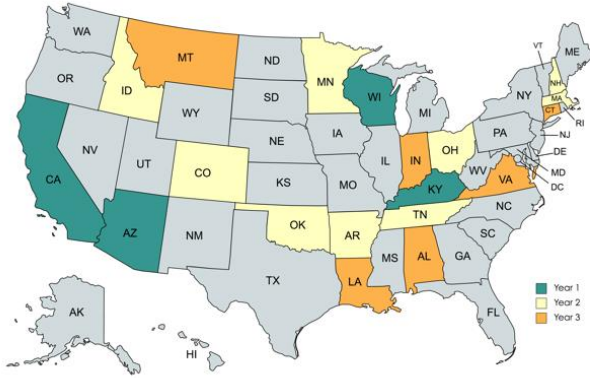 WA
MT
ND
MN
VT
ME
OR
ID
SD
WI
MI
NY
NH
MA
CT
RI
WY
NE
IA
PA
NJ
NV
UT
CO
KS
MO
IL
IN
OH
WV
VA
DE
MD
DC
CA
AZ
NM
OK
AR
KY
TN
NC
SC
TX
LA
MS
AL
GA
FL
AK
HI
Year 1
Year 2
Year 3